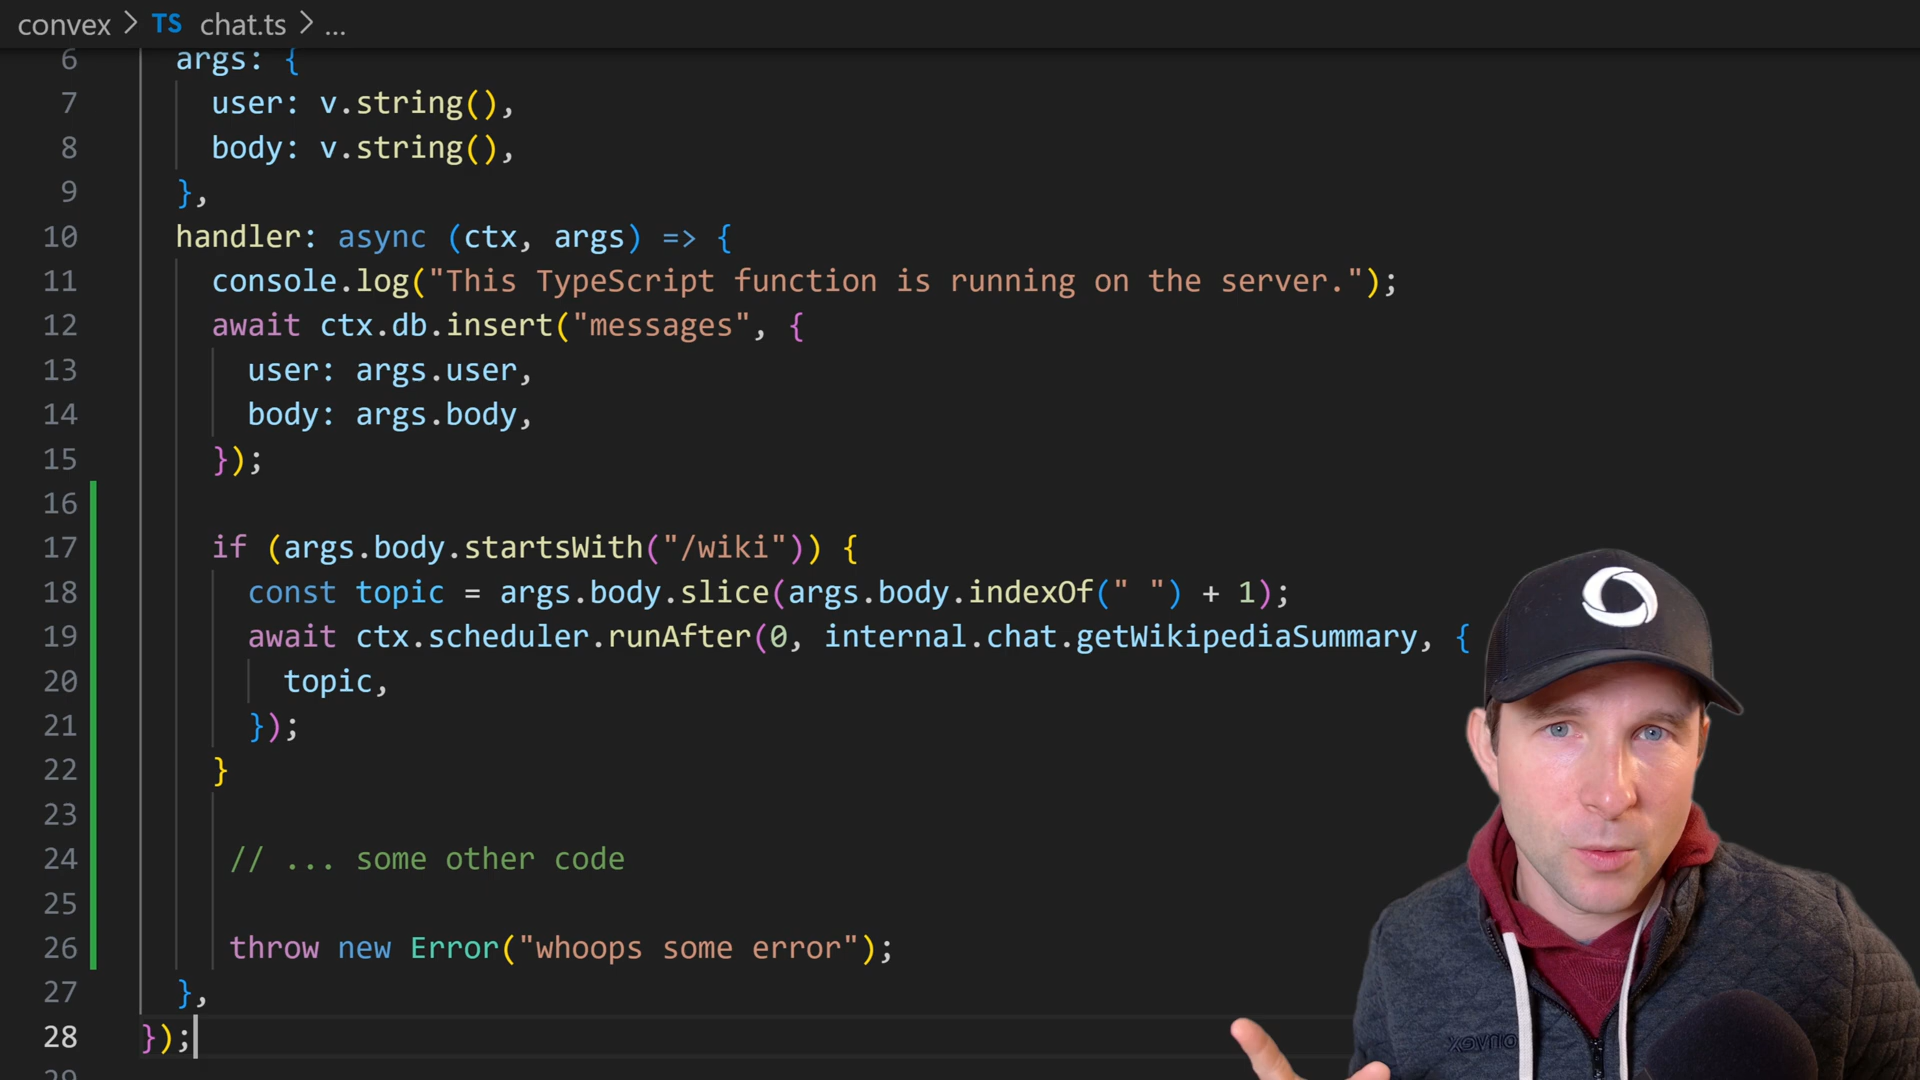 convex > TS chat.ts > ...
6 args: {
7 user: v.string(),
8 body: v.string(),
9 },
10 handler: async (ctx, args) => {
11 console.log("This TypeScript function is running on the server.");
12 await ctx.db.insert("messages", {
13 user: args.user,
14 body: args.body,
15 });
16
17 if (args.body.startsWith("/wiki")) {
18 const topic = args.body.slice(args.body.indexOf(" ") + 1);
19 await ctx.scheduler.runAfter(0, internal.chat.getWikipediaSummary, {
20 topic,
21 });
22 }
23
24 // ... some other code
25
26 throw new Error("whoops some error");
27 },
28 });
29